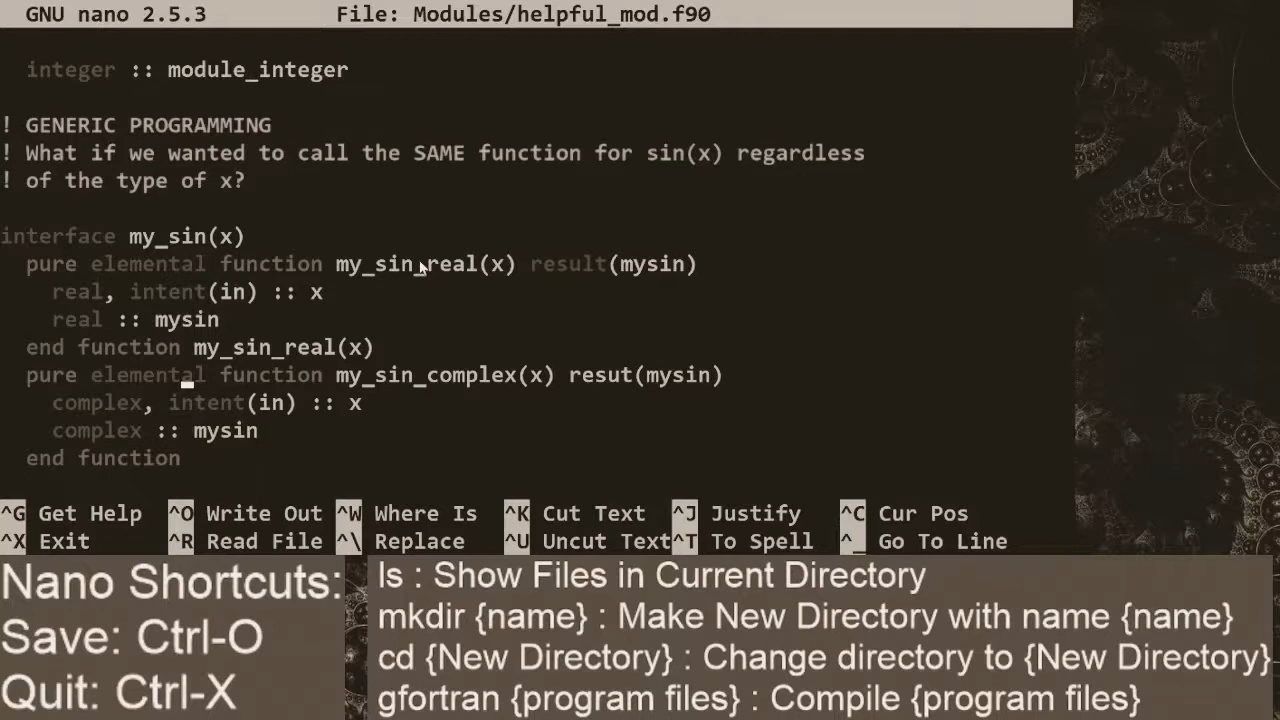 GNU nano 2.5.3 File: Modules/helpful_mod.f90
integer :: module_integer
! GENERIC PROGRAMMING
! What if we wanted to call the SAME function for sin(x) regardless
! of the type of x?
interface my_sin(x)
pure elemental function my_sin_real(x) result(mysin)
real, intent(in) :: x
real :: mysin
end function my_sin_real(x)
pure elemental function my_sin_complex(x) resut(mysin)
complex, intent(in) :: x
complex :: mysin
end function
^G Get Help ^O Write Out ^W Where Is ^K Cut Text ^J Justify ^C Cur Pos
^X Exit ^R Read File ^\ Replace ^U Uncut Text ^T To Spell ^_ Go To Line
Nano Shortcuts:
Save: Ctrl-O
Quit: Ctrl-X
ls : Show Files in Current Directory
mkdir {name} : Make New Directory with name {name}
cd {New Directory} : Change directory to {New Directory}
gfortran {program files} : Compile {program files}